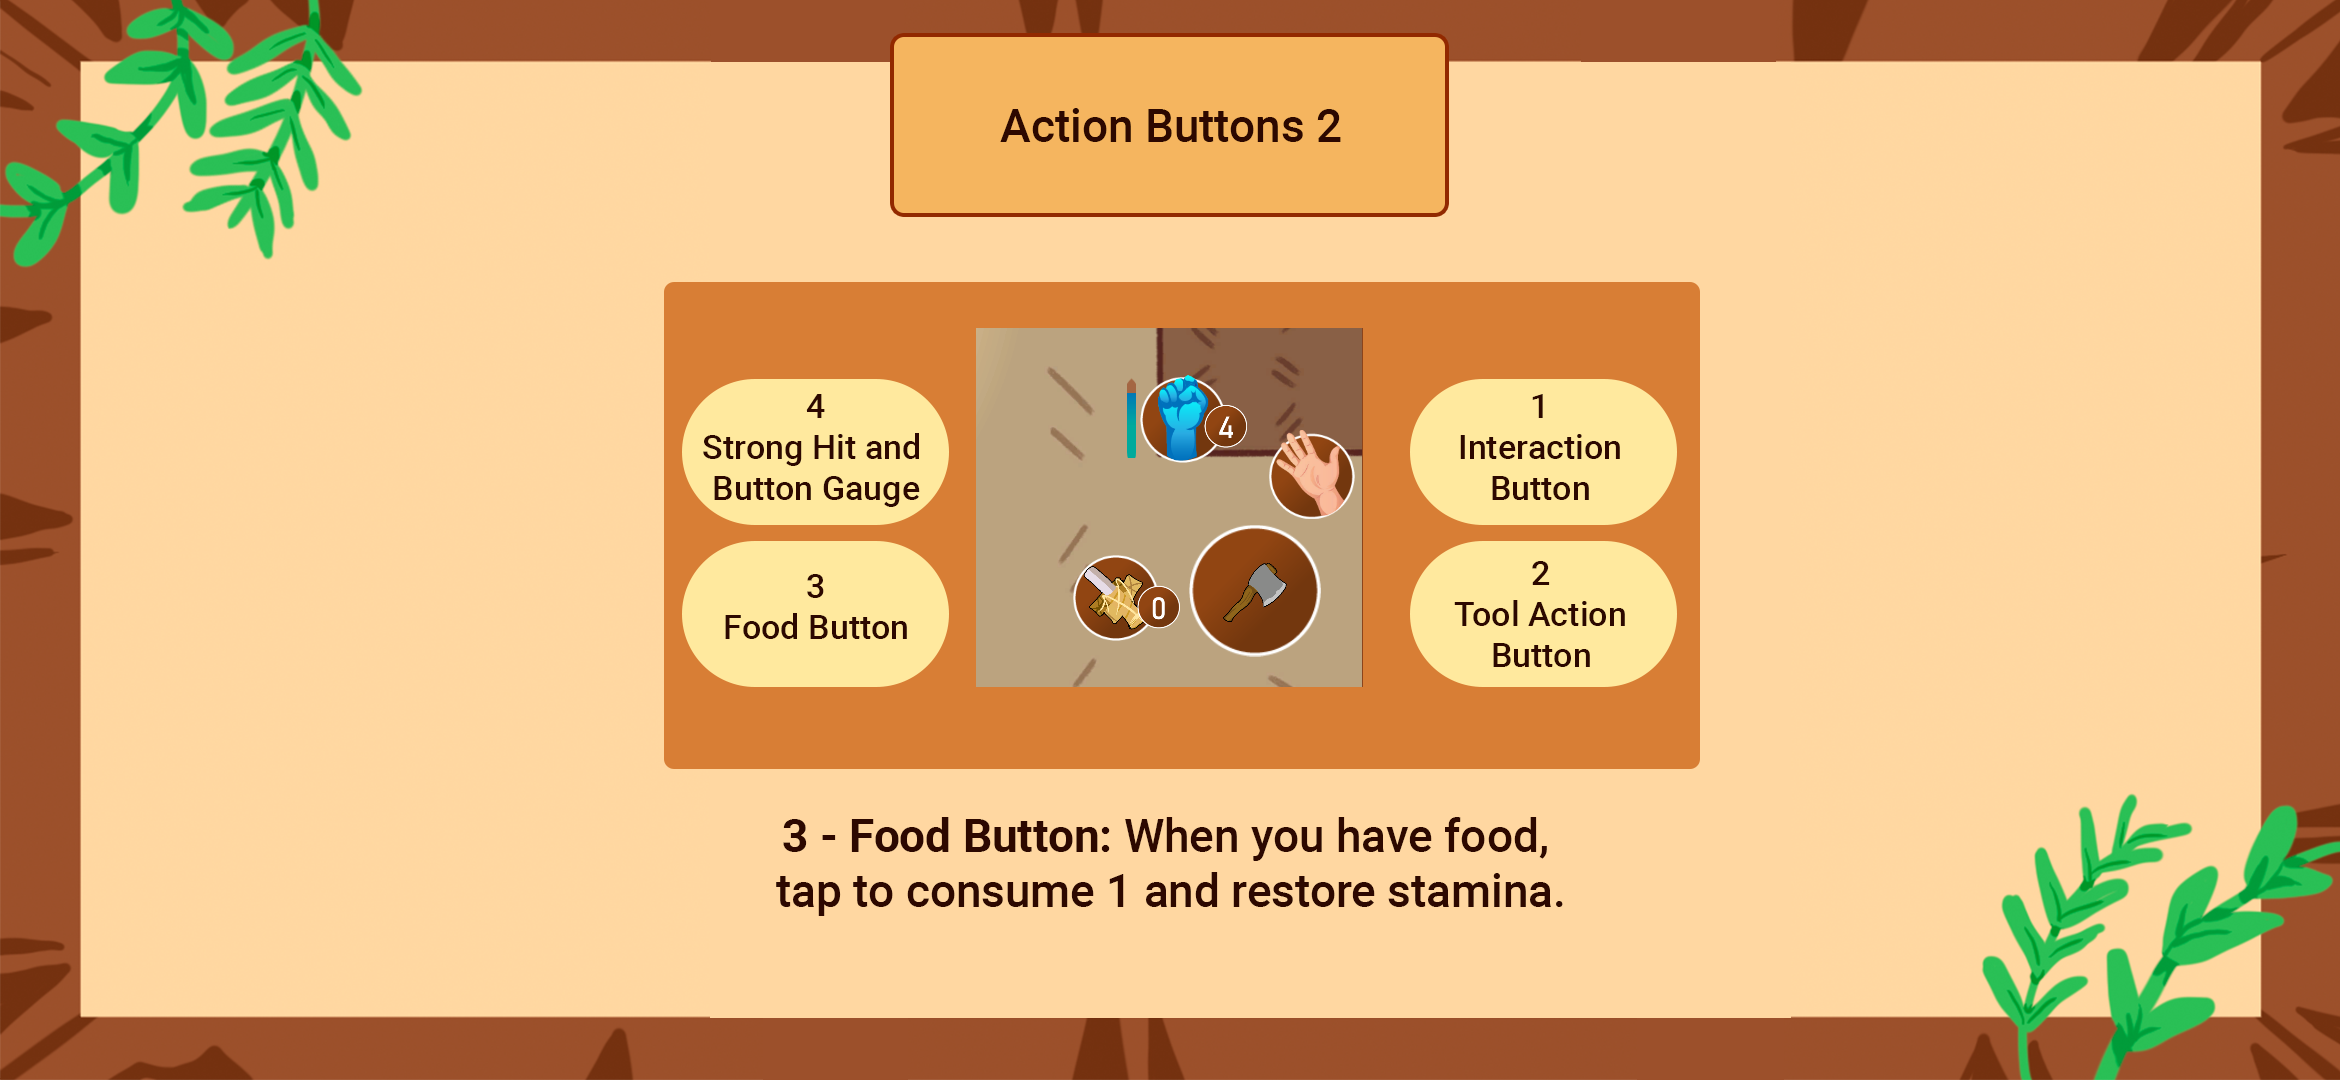 Action Buttons 2
4
Strong Hit and
Button Gauge
3
Food Button
4
0
1
Interaction
Button
2
Tool Action
Button
3 - Food Button: When you have food,
tap to consume 1 and restore stamina.